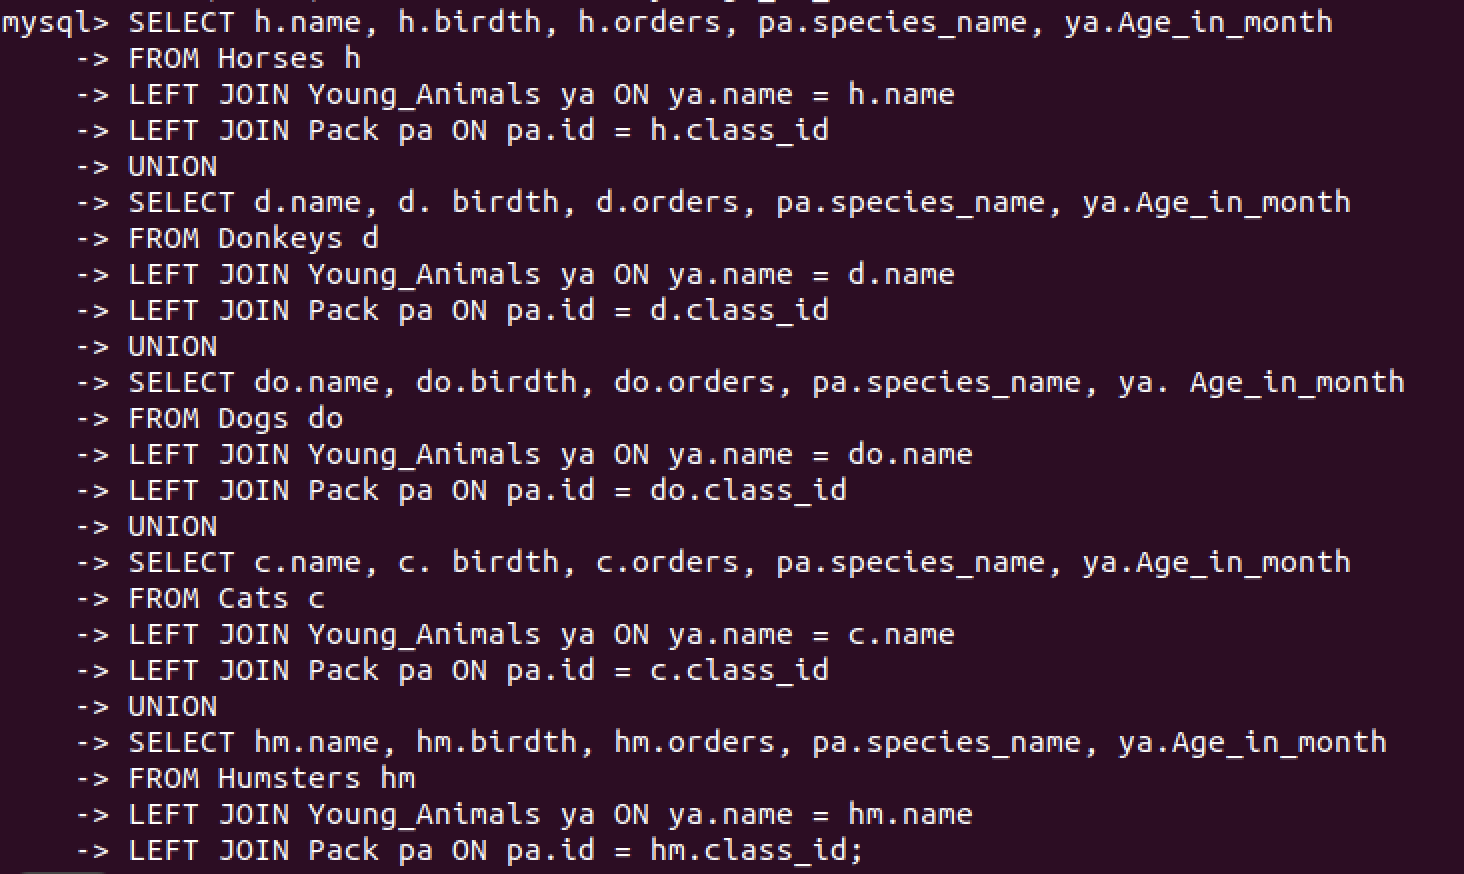 mysql> SELECT h.name, h.birdth, h.orders, pa.species_name, ya.Age_in_month
    -> FROM Horses h
    -> LEFT JOIN Young_Animals ya ON ya.name = h.name
    -> LEFT JOIN Pack pa ON pa.id = h.class_id
    -> UNION
    -> SELECT d.name, d. birdth, d.orders, pa.species_name, ya.Age_in_month
    -> FROM Donkeys d
    -> LEFT JOIN Young_Animals ya ON ya.name = d.name
    -> LEFT JOIN Pack pa ON pa.id = d.class_id
    -> UNION
    -> SELECT do.name, do.birdth, do.orders, pa.species_name, ya. Age_in_month
    -> FROM Dogs do
    -> LEFT JOIN Young_Animals ya ON ya.name = do.name
    -> LEFT JOIN Pack pa ON pa.id = do.class_id
    -> UNION
    -> SELECT c.name, c. birdth, c.orders, pa.species_name, ya.Age_in_month
    -> FROM Cats c
    -> LEFT JOIN Young_Animals ya ON ya.name = c.name
    -> LEFT JOIN Pack pa ON pa.id = c.class_id
    -> UNION
    -> SELECT hm.name, hm.birdth, hm.orders, pa.species_name, ya.Age_in_month
    -> FROM Humsters hm
    -> LEFT JOIN Young_Animals ya ON ya.name = hm.name
    -> LEFT JOIN Pack pa ON pa.id = hm.class_id;